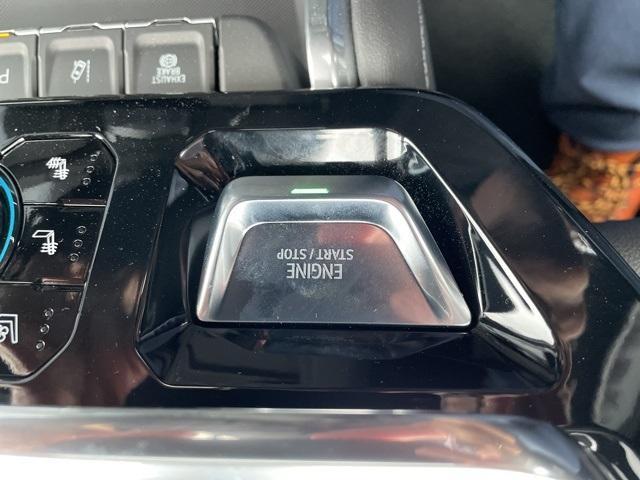 ENGINE
START / STOP
EXHAUST
BRAKE
P